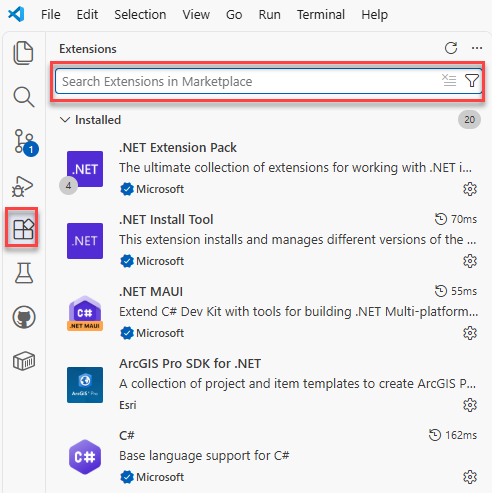 File Edit Selection View Go Run Terminal Help
Extensions
Search Extensions in Marketplace
Installed 20
1
.NET Extension Pack
.NET
4
The ultimate collection of extensions for working with .NET i...
Microsoft
.NET Install Tool 70ms
.NET
This extension installs and manages different versions of the ...
Microsoft
.NET MAUI 55ms
C#
.NET MAUI
Extend C# Dev Kit with tools for building .NET Multi-platform...
Microsoft
ArcGIS Pro SDK for .NET
ArcGIS Pro
A collection of project and item templates to create ArcGIS P...
Esri
C# 162ms
C#
Base language support for C#
Microsoft